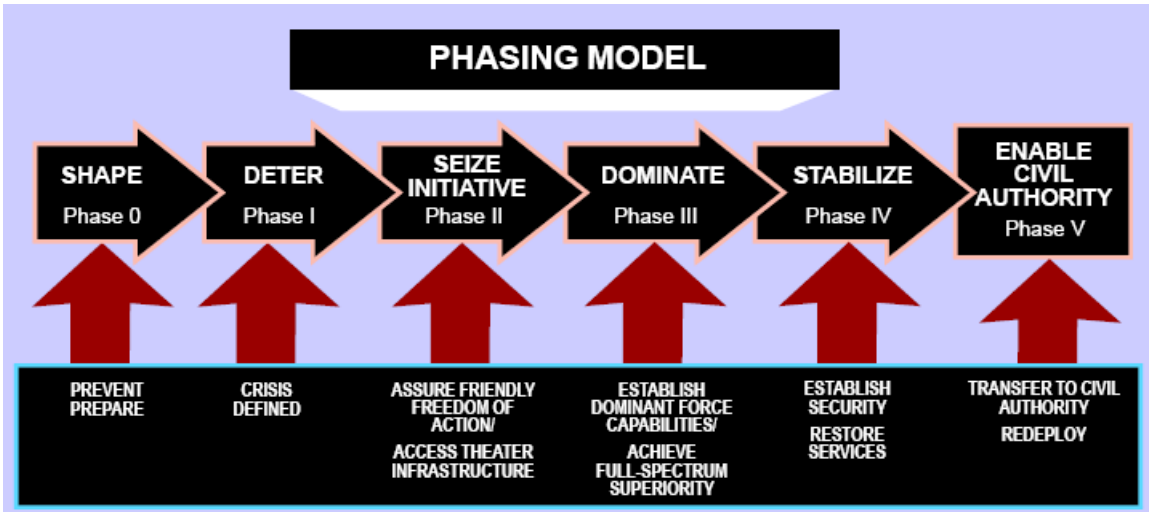 PHASING MODEL
SHAPE
Phase 0
DETER
Phase I
SEIZE
INITIATIVE
Phase II
DOMINATE
Phase III
STABILIZE
Phase IV
ENABLE
CIVIL
AUTHORITY
Phase V
PREVENT
PREPARE
CRISIS
DEFINED
ASSURE FRIENDLY
FREEDOM OF
ACTION/
ACCESS THEATER
INFRASTRUCTURE
ESTABLISH
DOMINANT FORCE
CAPABILITIES/
ACHIEVE
FULL-SPECTRUM
SUPERIORITY
ESTABLISH
SECURITY
RESTORE
SERVICES
TRANSFER TO CIVIL
AUTHORITY
REDEPLOY